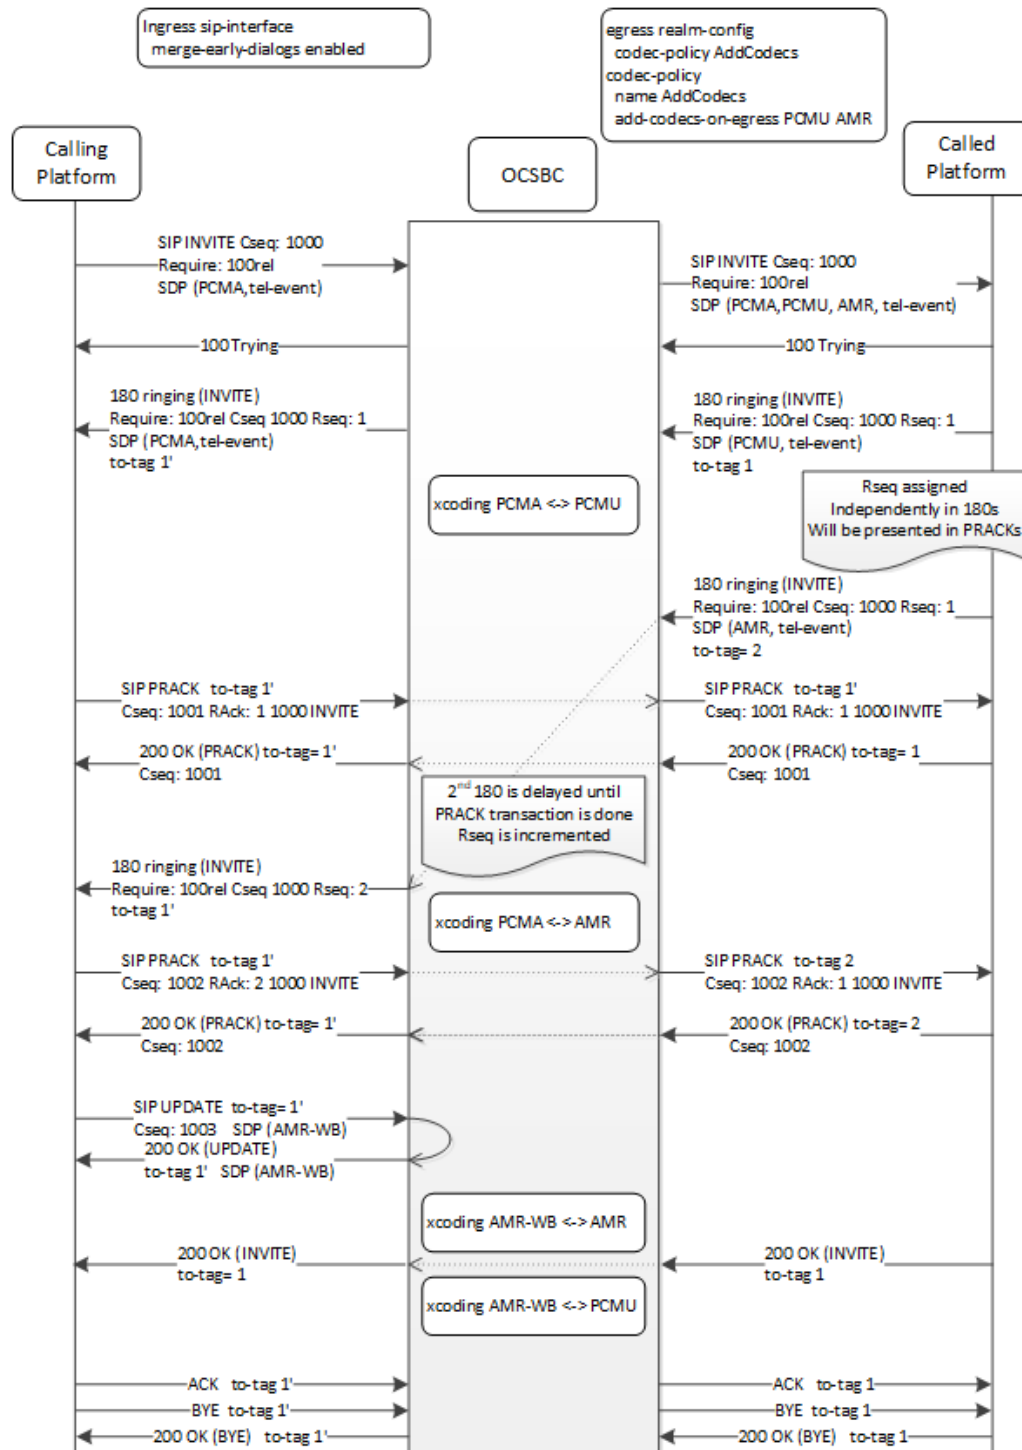 Ingress sip-interface
merge-early-dialogs enabled
egress realm-config
codec-policy AddCodecs
codec-policy
name AddCodecs
add-codecs-on-egress PCMU AMR
Calling
Platform
OCSBC
Called
Platform
SIP INVITE Cseq: 1000
Require: 100rel
SDP (PCMA,tel-event)
SIP INVITE Cseq: 1000
Require: 100rel
SDP (PCMA,PCMU, AMR, tel-event)
100 Trying
100 Trying
180 ringing (INVITE)
Require: 100rel Cseq 1000 Rseq: 1
SDP (PCMA,tel-event)
to-tag 1'
180 ringing (INVITE)
Require: 100rel Cseq: 1000 Rseq: 1
SDP (PCMU, tel-event)
to-tag 1
xcoding PCMA <-> PCMU
Rseq assigned
Independently in 180s
Will be presented in PRACKs
180 ringing (INVITE)
Require: 100rel Cseq: 1000 Rseq: 1
SDP (AMR, tel-event)
to-tag= 2
SIP PRACK to-tag 1'
Cseq: 1001 RAck: 1 1000 INVITE
SIP PRACK to-tag 1'
Cseq: 1001 RAck: 1 1000 INVITE
200 OK (PRACK) to-tag= 1'
Cseq: 1001
200 OK (PRACK) to-tag= 1
Cseq: 1001
2nd 180 is delayed until
PRACK transaction is done
Rseq is incremented
180 ringing (INVITE)
Require: 100rel Cseq 1000 Rseq: 2
to-tag 1'
xcoding PCMA <-> AMR
SIP PRACK to-tag 1'
Cseq: 1002 RAck: 2 1000 INVITE
SIP PRACK to-tag 2
Cseq: 1002 RAck: 1 1000 INVITE
200 OK (PRACK) to-tag= 1'
Cseq: 1002
200 OK (PRACK) to-tag= 2
Cseq: 1002
SIP UPDATE to-tag= 1'
Cseq: 1003 SDP (AMR-WB)
200 OK (UPDATE)
to-tag 1' SDP (AMR-WB)
xcoding AMR-WB <-> AMR
200 OK (INVITE)
to-tag= 1
200 OK (INVITE)
to-tag 1
xcoding AMR-WB <-> PCMU
ACK to-tag 1'
ACK to-tag 1
BYE to-tag 1'
BYE to-tag 1
200 OK (BYE) to-tag 1'
200 OK (BYE) to-tag 1